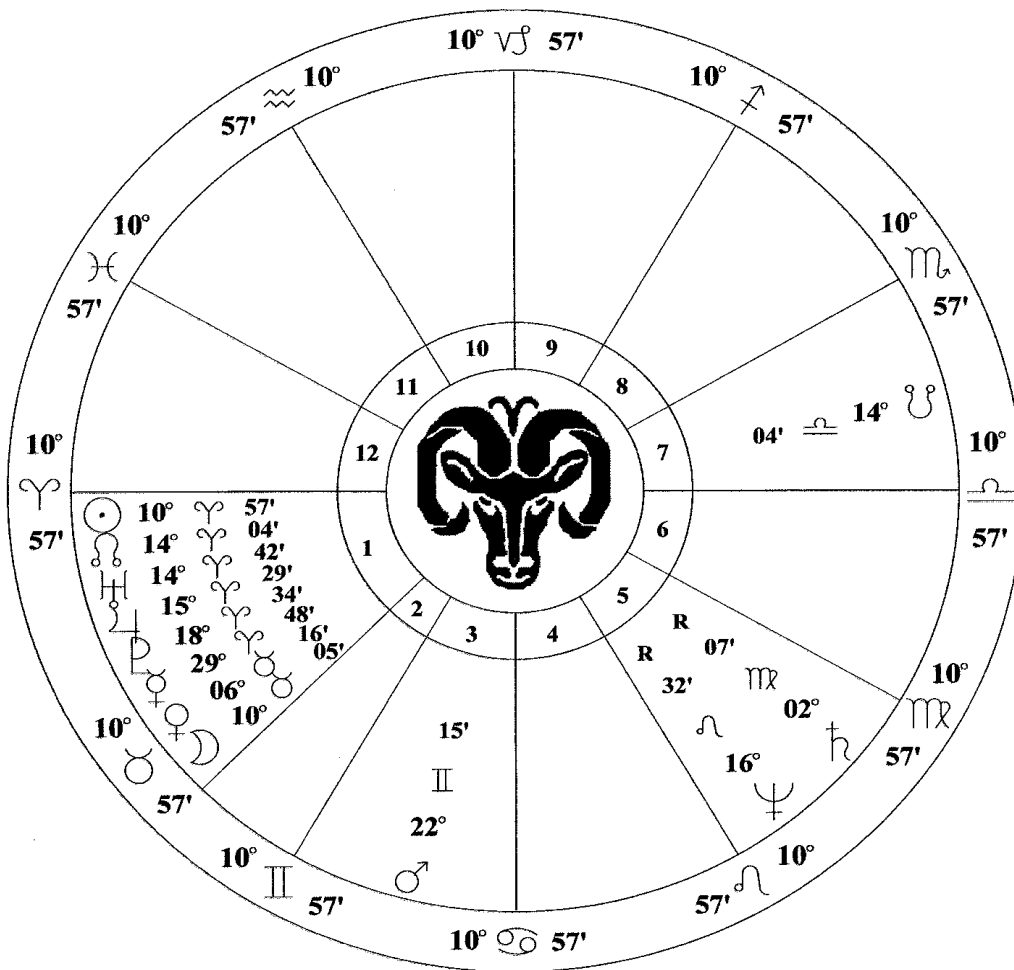 10° ♑ 57'
10° ♐ 57'
57' ♒ 10°
10° ♓ 57'
10° ♏ 57'
10 9
11 8
12 7
1 6
2 3 4 5
04' ♎ 14° ☋
10° ♈ 57'
10° ♎ 57'
☉ 10° ♈ 57'
☊ 14° ♈ 04'
♅ 14° ♈ 42'
⚳ 15° ♈ 29'
♃ 18° ♈ 34'
☿ 29° ♈ 48'
♀ 06° ♉ 16'
☽ 10° ♉ 05'
R 07' ♍ 02° ♄
R 32' ♌ 16° ♆
15' ♊ 22° ♂
10° ♉ 57'
10° ♍ 57'
10° ♊ 57'
57' ♌ 10°
10° ♋ 57'